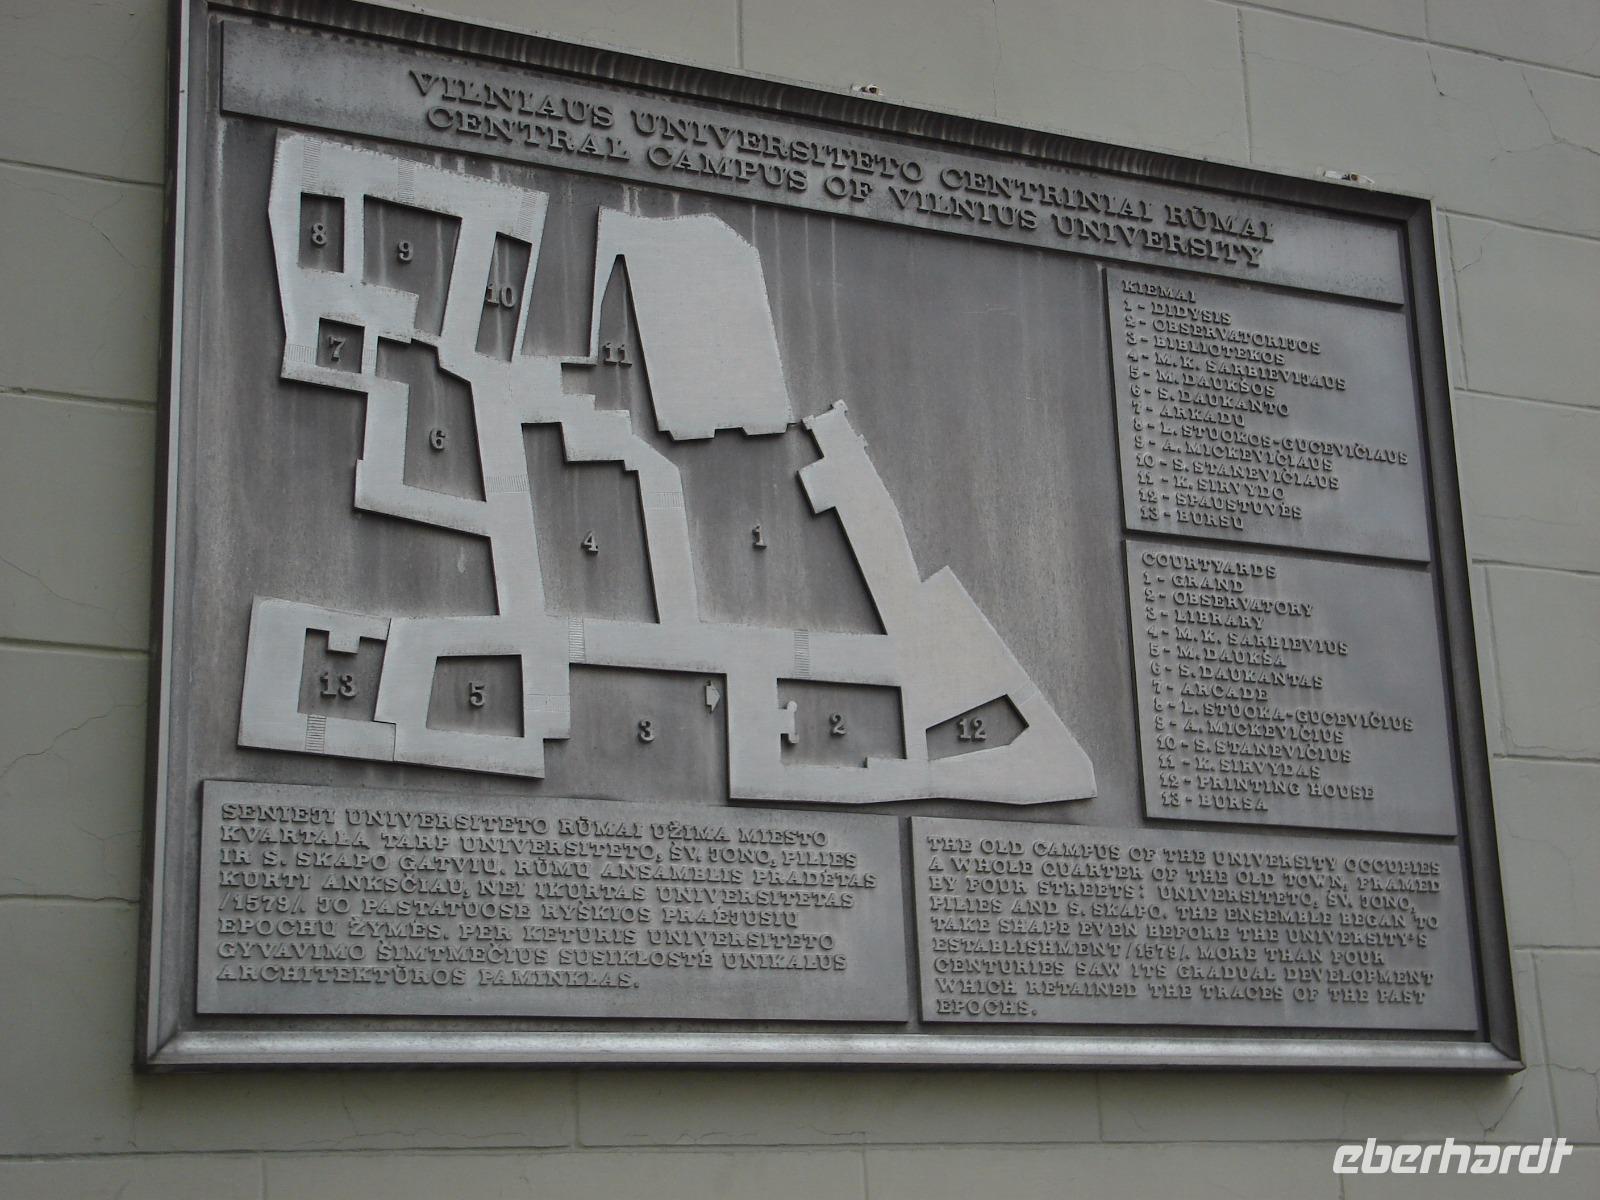 VILNIAUS UNIVERSITETO CENTRINIAI RŪMAI
CENTRAL CAMPUS OF VILNIUS UNIVERSITY
8
9
10
7
11
6
4
1
13
5
3
2
12
KIEMAI
1 - DIDYSIS
2 - OBSERVATORIJOS
3 - BIBLIOTEKOS
4 - M. K. SARBIEVIJAUS
5 - M. DAUKŠOS
6 - S. DAUKANTO
7 - ARKADŲ
8 - L. STUOKOS-GUCEVIČIAUS
9 - A. MICKEVIČIAUS
10 - S. STANEVIČIAUS
11 - K. SIRVYDO
12 - SPAUSTUVĖS
13 - BURSŲ
COURTYARDS
1 - GRAND
2 - OBSERVATORY
3 - LIBRARY
4 - M. K. SARBIEVIUS
5 - M. DAUKŠA
6 - S. DAUKANTAS
7 - ARCADE
8 - L. STUOKA-GUCEVIČIUS
9 - A. MICKEVIČIUS
10 - S. STANEVIČIUS
11 - K. SIRVYDAS
12 - PRINTING HOUSE
13 - BURSA
SENIEJI UNIVERSITETO RŪMAI UŽIMA MIESTO
KVARTALĄ TARP UNIVERSITETO, ŠV. JONO, PILIES
IR S. SKAPO GATVIŲ. RŪMŲ ANSAMBLIS PRADĖTAS
KURTI ANKSČIAU, NEI ĮKURTAS UNIVERSITETAS
/1579/. JO PASTATUOSE RYŠKIOS PRAĖJUSIŲ
EPOCHŲ ŽYMĖS. PER KETURIS UNIVERSITETO
GYVAVIMO ŠIMTMEČIUS SUSIKLOSTĖ UNIKALUS
ARCHITEKTŪROS PAMINKLAS.
THE OLD CAMPUS OF THE UNIVERSITY OCCUPIES
A WHOLE QUARTER OF THE OLD TOWN, FRAMED
BY FOUR STREETS: UNIVERSITETO, ŠV. JONO,
PILIES AND S. SKAPO. THE ENSEMBLE BEGAN TO
TAKE SHAPE EVEN BEFORE THE UNIVERSITY'S
ESTABLISHMENT /1579/. MORE THAN FOUR
CENTURIES SAW ITS GRADUAL DEVELOPMENT
WHICH RETAINED THE TRACES OF THE PAST
EPOCHS.
eberhardt